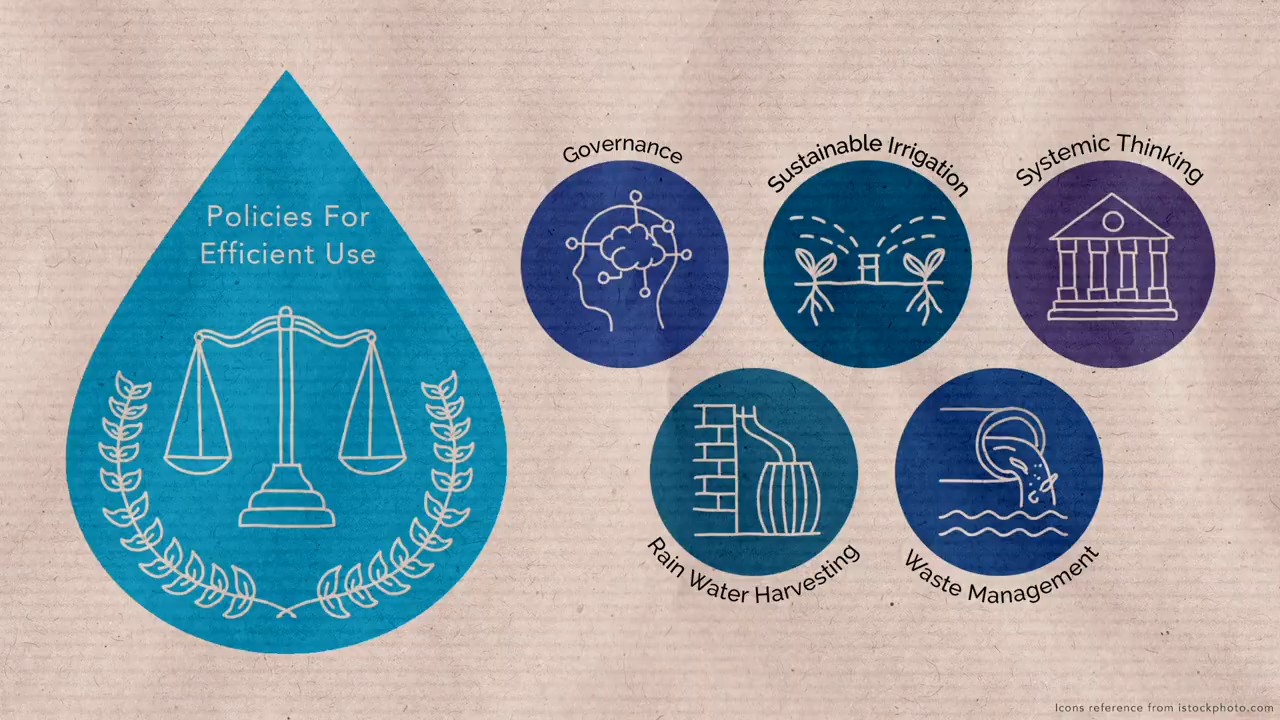 Policies For
Efficient Use
Governance
Sustainable Irrigation
Systemic Thinking
Rain Water Harvesting
Waste Management
Icons reference from istockphoto.com